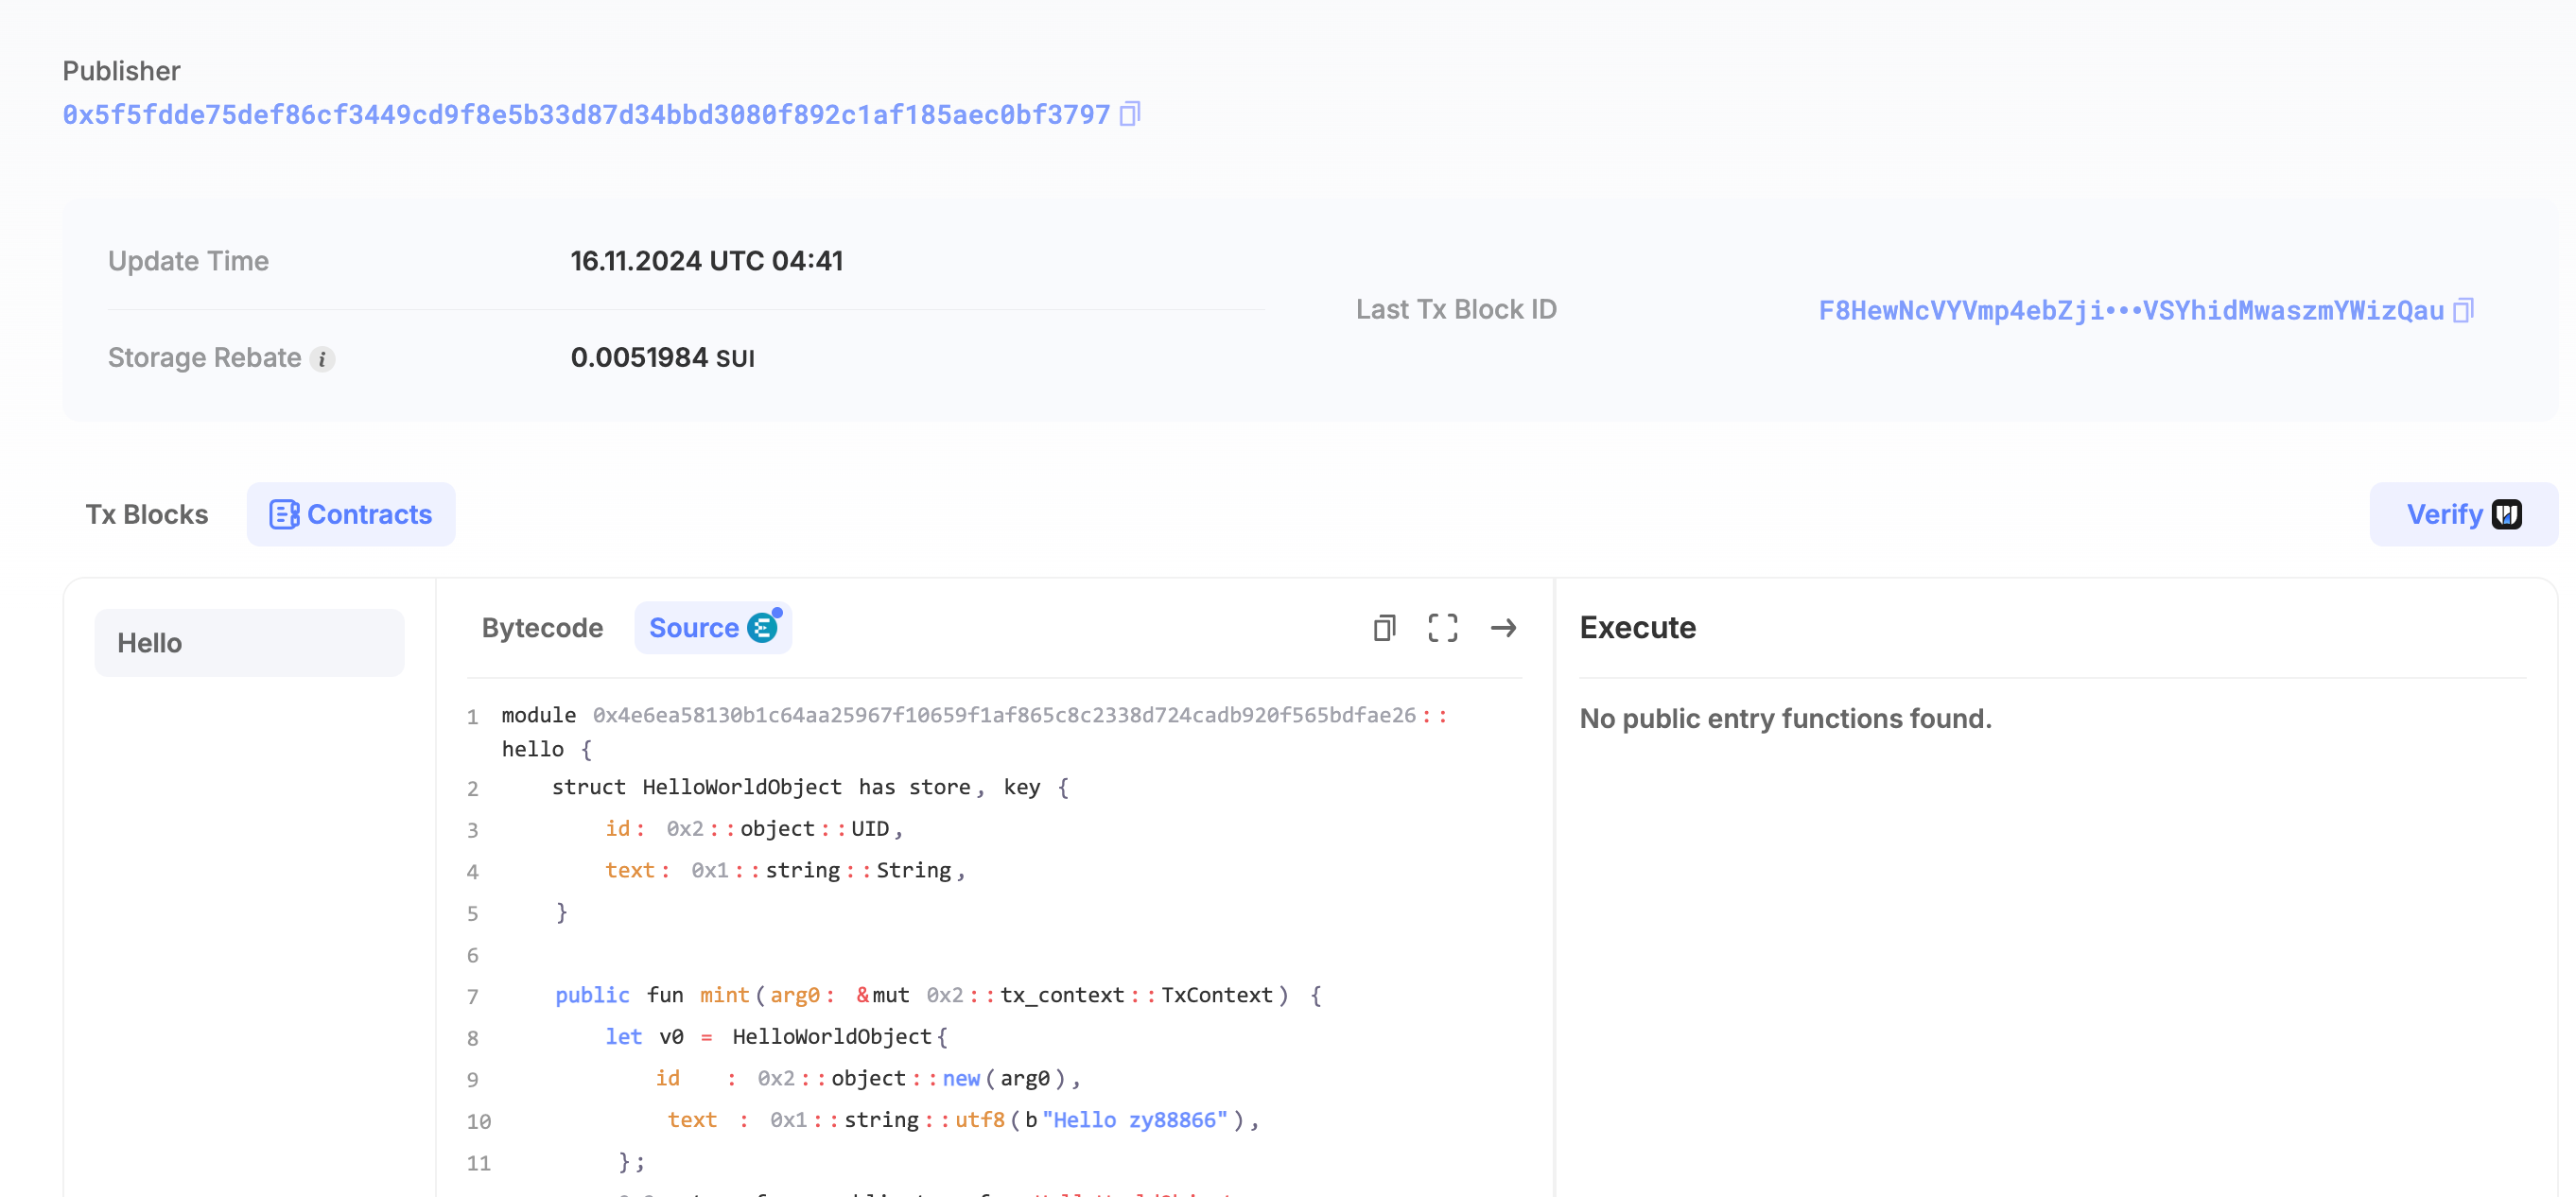 Publisher
0x5f5fdde75def86cf3449cd9f8e5b33d87d34bbd3080f892c1af185aec0bf3797
Update Time 16.11.2024 UTC 04:41
Storage Rebate i 0.0051984 SUI
Last Tx Block ID F8HewNcVYVmp4ebZji•••VSYhidMwaszmYWizQau
Tx Blocks Contracts Verify
Hello
Bytecode Source
1 module 0x4e6ea58130b1c64aa25967f10659f1af865c8c2338d724cadb920f565bdfae26::
hello {
2 struct HelloWorldObject has store, key {
3 id: 0x2::object::UID,
4 text: 0x1::string::String,
5 }
6
7 public fun mint(arg0: &mut 0x2::tx_context::TxContext) {
8 let v0 = HelloWorldObject{
9 id : 0x2::object::new(arg0),
10 text : 0x1::string::utf8(b"Hello zy88866"),
11 };
Execute
No public entry functions found.